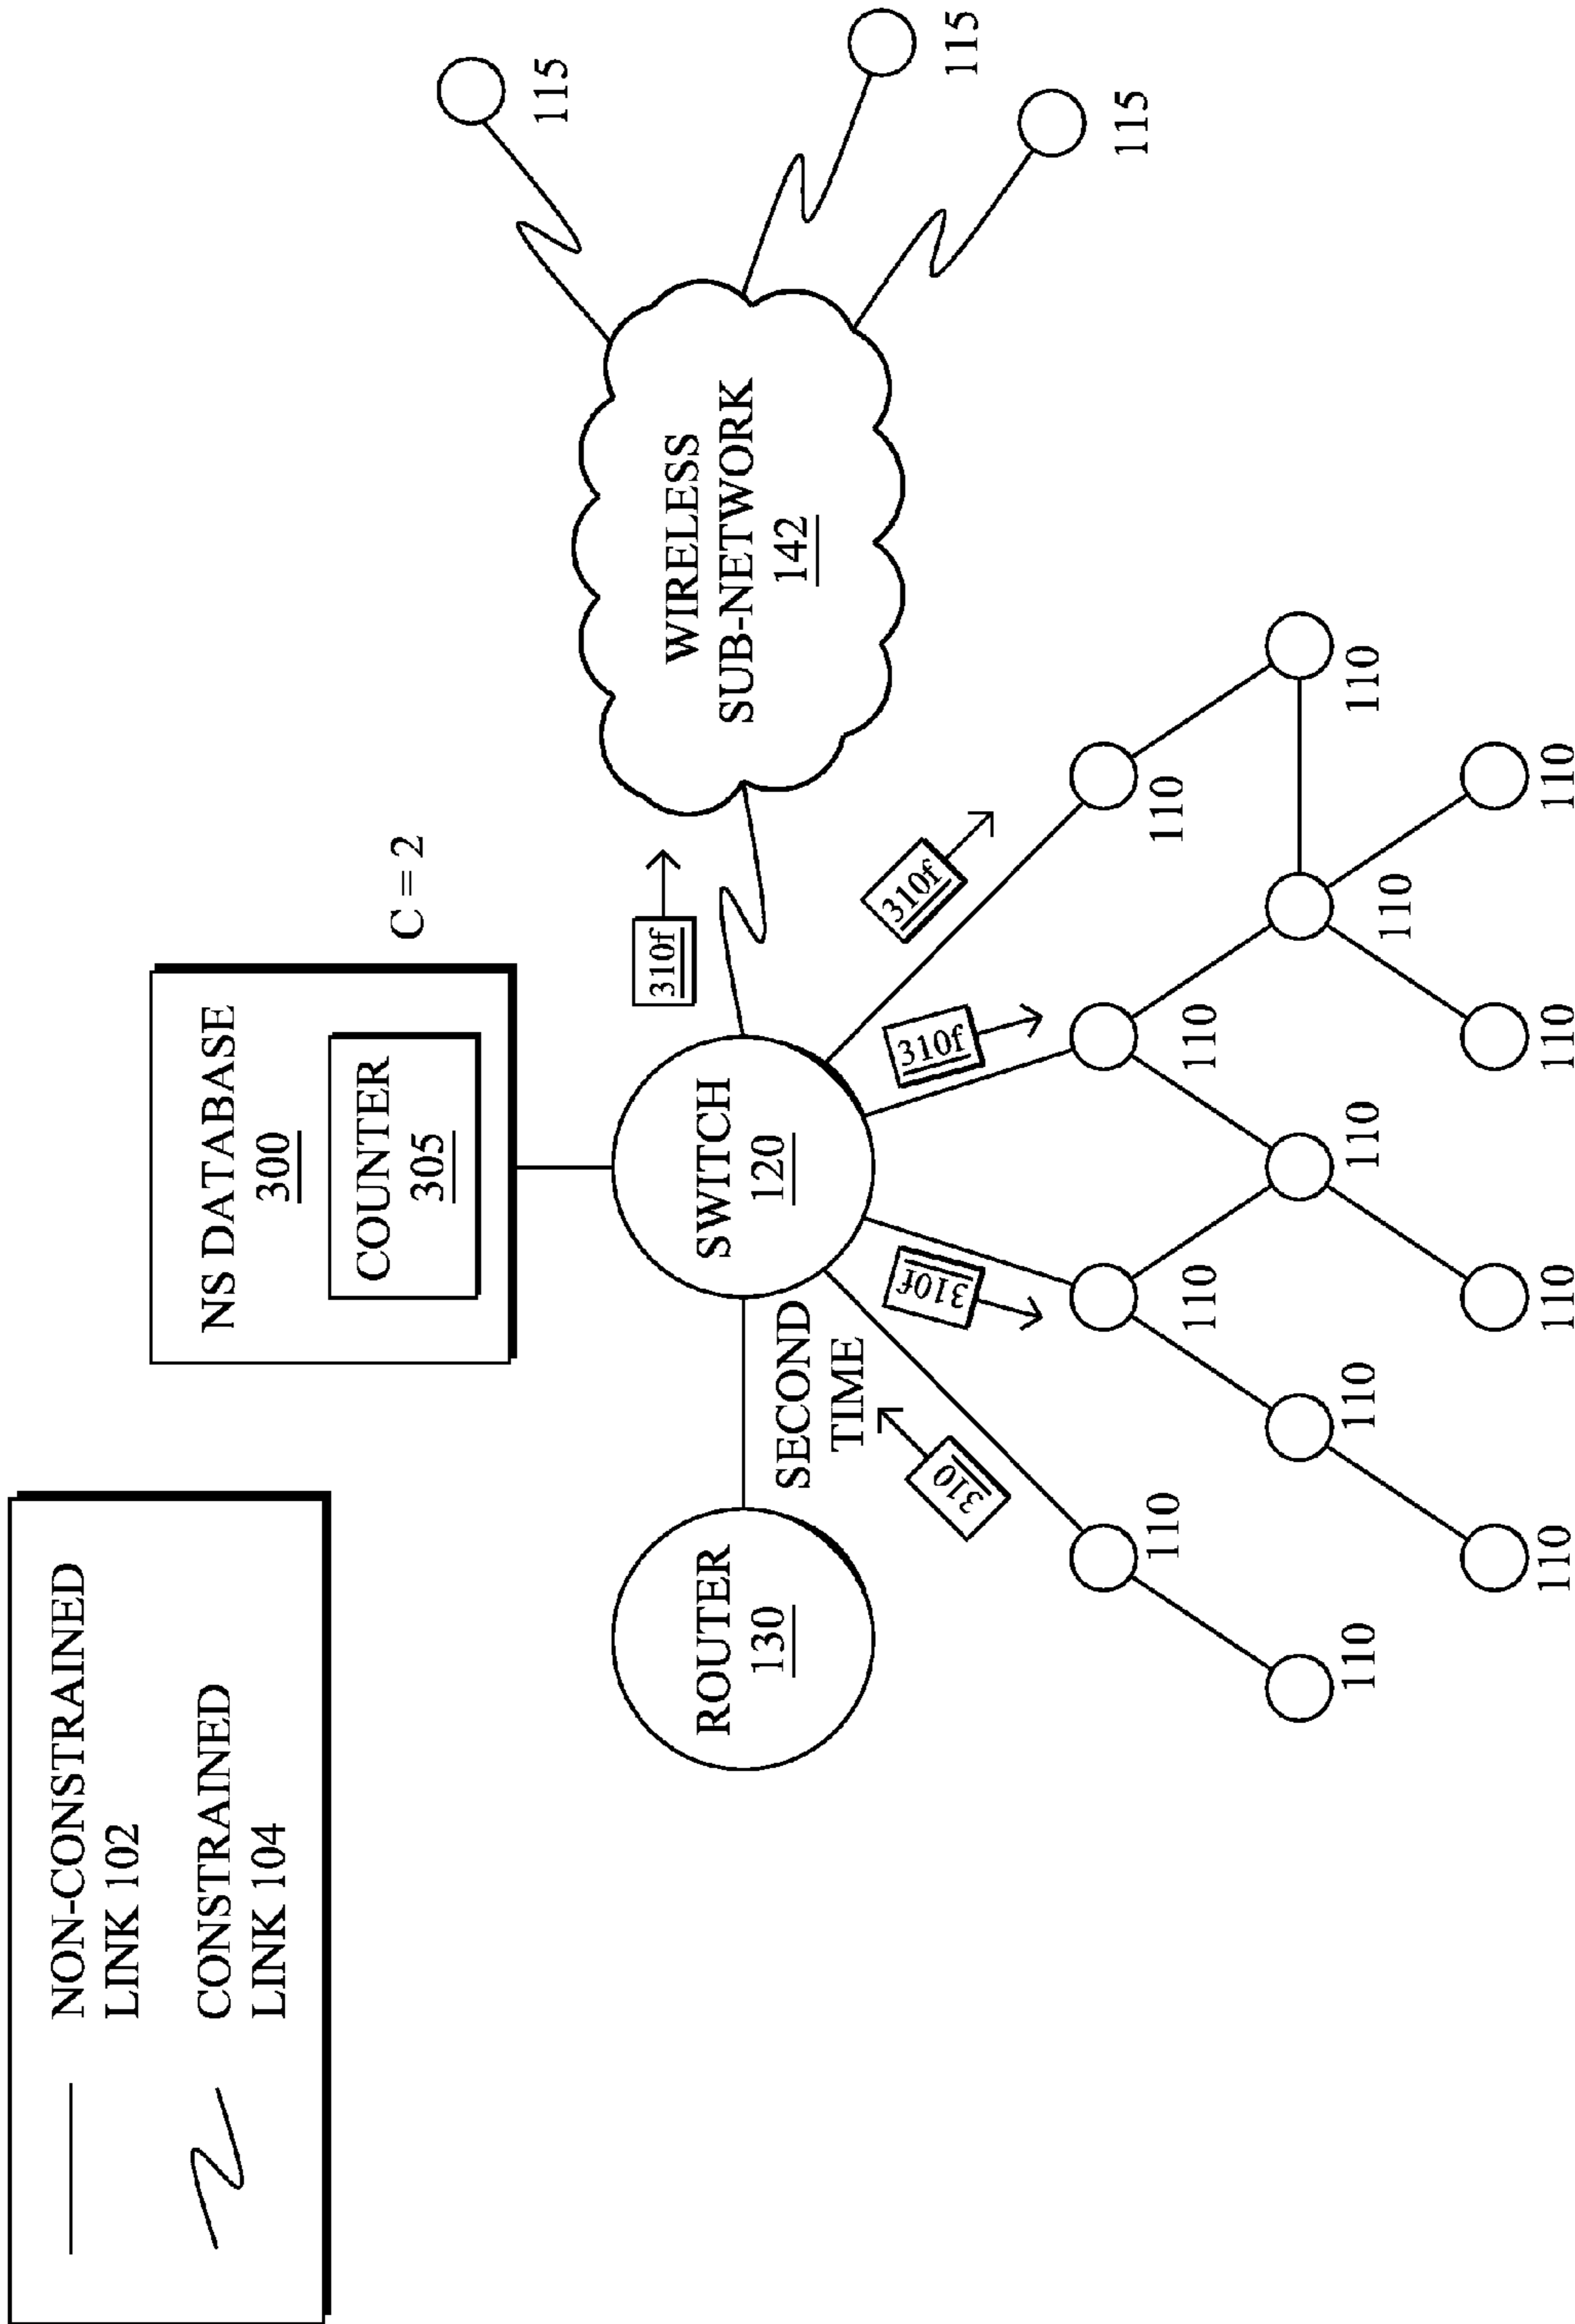 NON-CONSTRAINED
LINK 102
CONSTRAINED
LINK 104
NS DATABASE
300
COUNTER
305
C = 2
115
310f
ROUTER
130
SWITCH
120
WIRELESS
SUB-NETWORK
142
SECOND
TIME
115
115
310
310f
310f
310f
110
110
110
110
110
110
110
110
110
110
110
110
110